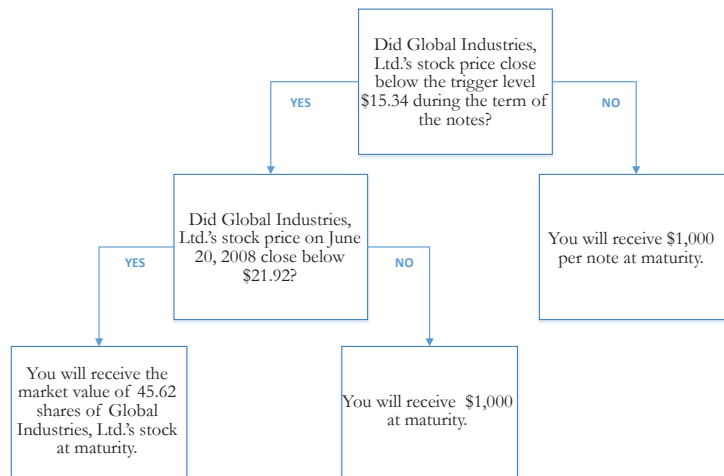 Did Global Industries,
Ltd.'s stock price close
below the trigger level
$15.34 during the term of
the notes?
YES
NO
Did Global Industries,
Ltd.'s stock price on June
20, 2008 close below
$21.92?
You will receive $1,000
per note at maturity.
YES
NO
You will receive the
market value of 45.62
shares of Global
Industries, Ltd.'s stock
at maturity.
You will receive $1,000
at maturity.